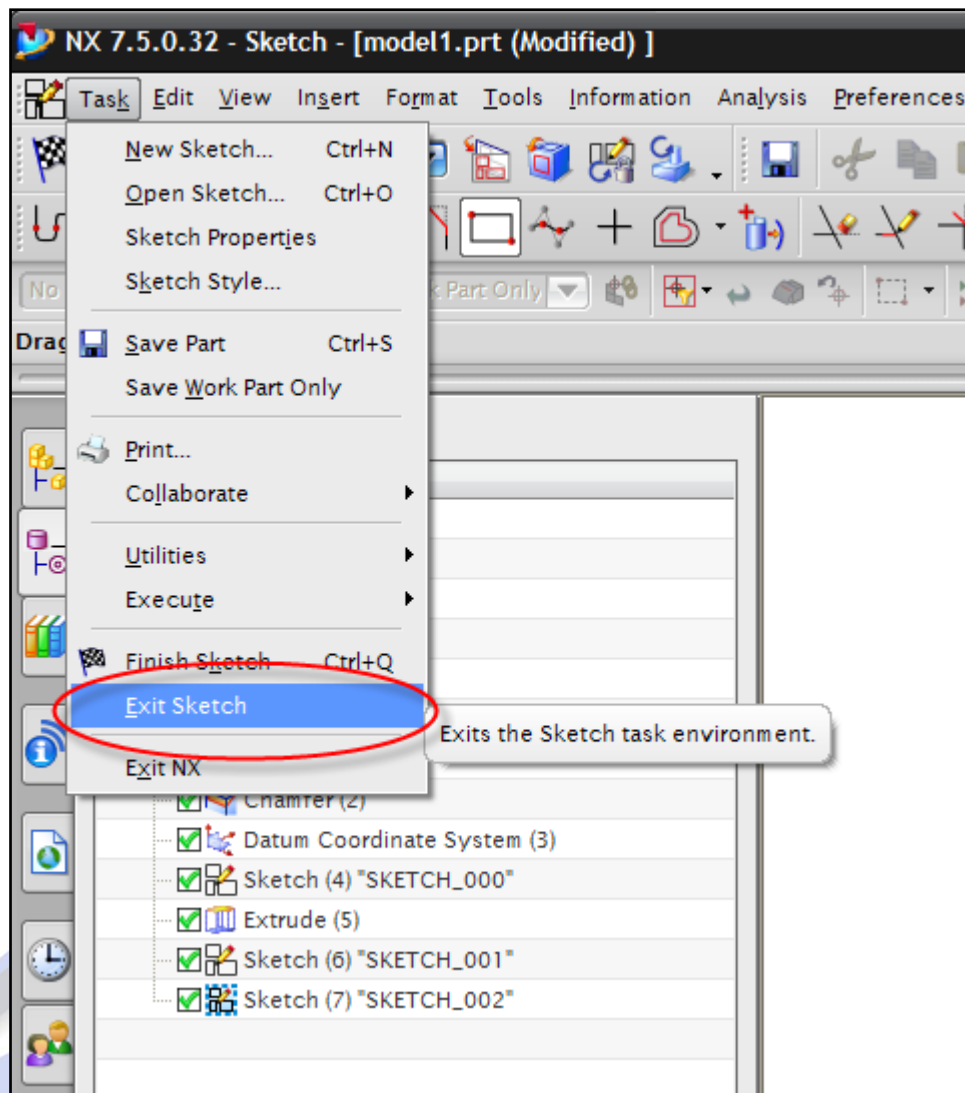 NX 7.5.0.32 - Sketch - [model1.prt (Modified) ]
Task Edit View Insert Format Tools Information Analysis Preferences
New Sketch... Ctrl+N
Open Sketch... Ctrl+O
Sketch Properties
Sketch Style...
No k Part Only
Drag
Save Part Ctrl+S
Save Work Part Only
Print...
Collaborate
Utilities
Execute
Finish Sketch Ctrl+Q
Exit Sketch
Exits the Sketch task environment.
Exit NX
Chamfer (2)
Datum Coordinate System (3)
Sketch (4) "SKETCH_000"
Extrude (5)
Sketch (6) "SKETCH_001"
Sketch (7) "SKETCH_002"